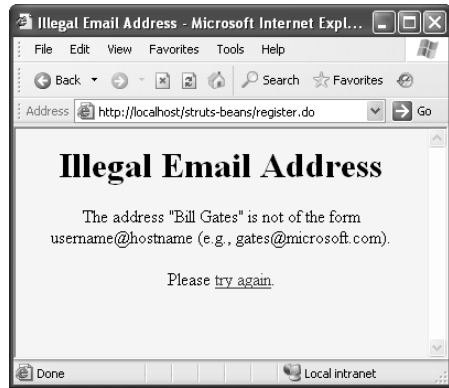 Illegal Email Address - Microsoft Internet Expl...
File Edit View Favorites Tools Help
Back Search Favorites
Address http://localhost/struts-beans/register.do Go
Illegal Email Address
The address "Bill Gates" is not of the form
username@hostname (e.g., gates@microsoft.com).
Please try again.
Done Local intranet